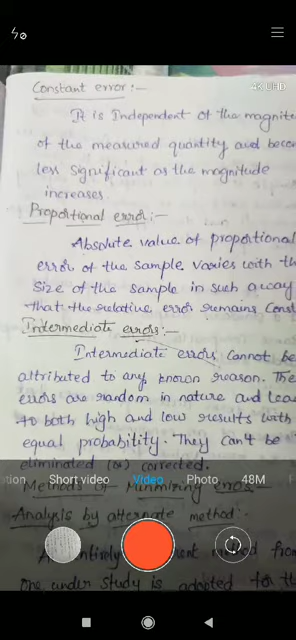 4K UHD
Constant error:-
It is Independent of the magnit
of the measured quantity and beco
less significant as the magnitude
increases.
Proportional error:-
Absolute value of proportional
error of the sample varies with th
size of the sample in such a way
that the relative error remains Const
Intermediate errors:-
Intermediate errors cannot be
attributed to any known reason. The
errors are random in nature and lead
to both high and low results with
equal probability. They can't be
eliminated (or) corrected.
tion Short video Video Photo 48M P
Methods of Minimizing errors
Analysis by alternate method:-
from
one under study is adopted for th